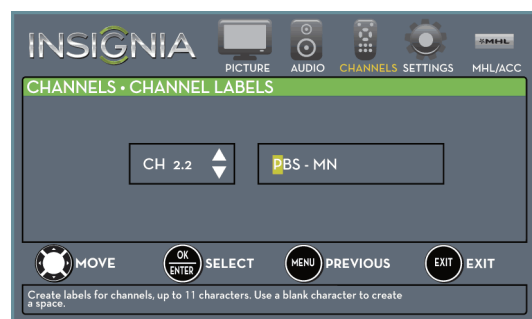 INSIGNIA
PICTURE AUDIO CHANNELS SETTINGS MHL/ACC
MHL
CHANNELS • CHANNEL LABELS
CH 2.2 PBS - MN
MOVE OK ENTER SELECT MENU PREVIOUS EXIT EXIT
Create labels for channels, up to 11 characters. Use a blank character to create
a space.